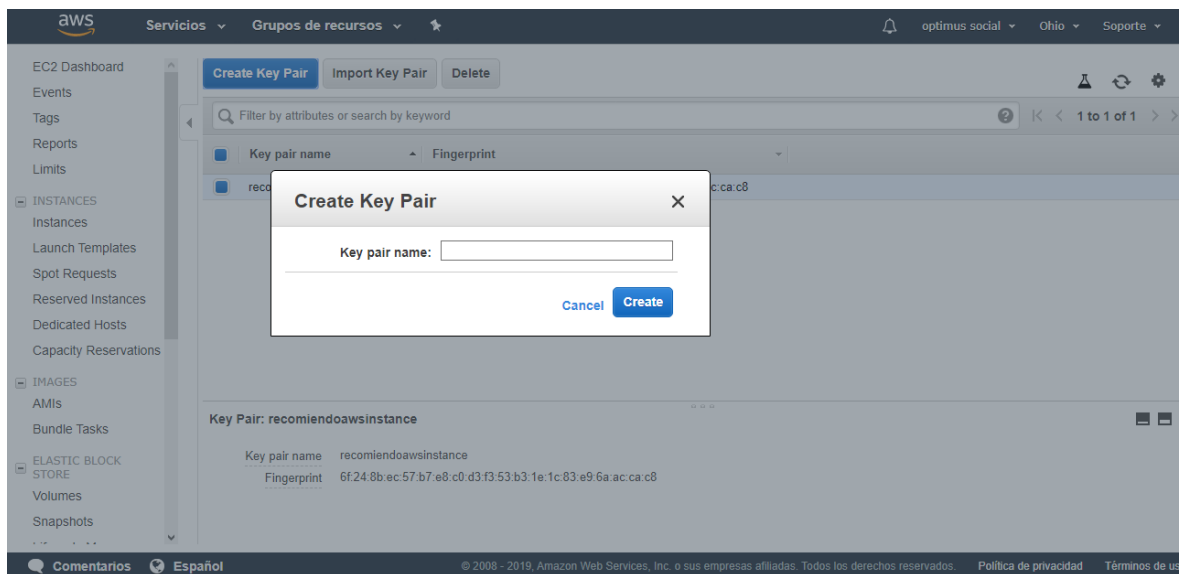 aws Servicios Grupos de recursos optimus social Ohio Soporte
EC2 Dashboard
Events
Tags
Reports
Limits
INSTANCES
Instances
Launch Templates
Spot Requests
Reserved Instances
Dedicated Hosts
Capacity Reservations
IMAGES
AMIs
Bundle Tasks
ELASTIC BLOCK
STORE
Volumes
Snapshots
Create Key Pair Import Key Pair Delete
Filter by attributes or search by keyword 1 to 1 of 1
Key pair name Fingerprint
c:ca:c8
Create Key Pair
Key pair name:
Cancel Create
Key Pair: recomiendoawsinstance
Key pair name recomiendoawsinstance
Fingerprint 6f:24:8b:ec:57:b7:e8:c0:d3:f3:53:b3:1e:1c:83:e9:6a:ac:ca:c8
Comentarios Español © 2008 - 2019, Amazon Web Services, Inc. o sus empresas afiliadas. Todos los derechos reservados. Política de privacidad Términos de us